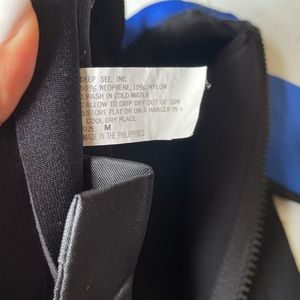 DEEP SEE, INC.
0% NEOPRENE, 10% NYLON
WASH IN COLD WATER
ALLOW TO DRIP DRY OUT OF SUN
STORE FLAT OR ON A HANGER IN A
COOL DRY PLACE
SIZE: M
MADE IN THE PHILIPPINES